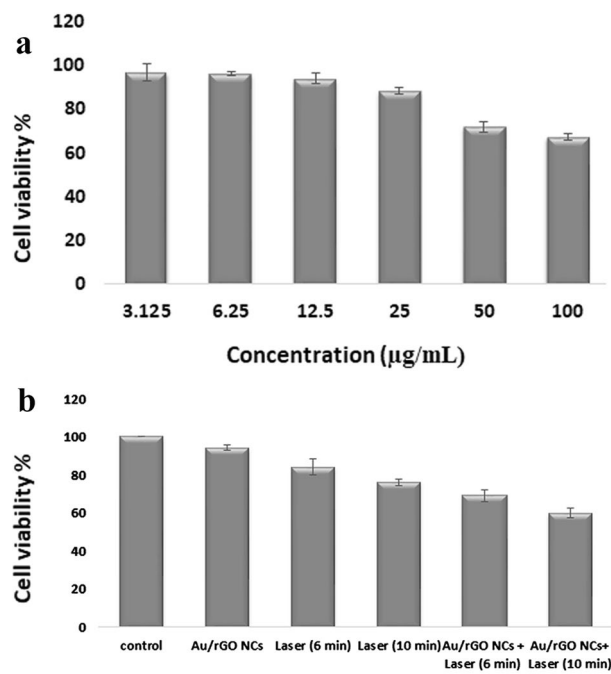 a
Cell viability %
120
100
80
60
40
20
0
3.125 6.25 12.5 25 50 100
Concentration (µg/mL)
b
Cell viability %
120
100
80
60
40
20
0
control Au/rGO NCs Laser (6 min) Laser (10 min) Au/rGO NCs + Au/rGO NCs+
Laser (6 min) Laser (10 min)